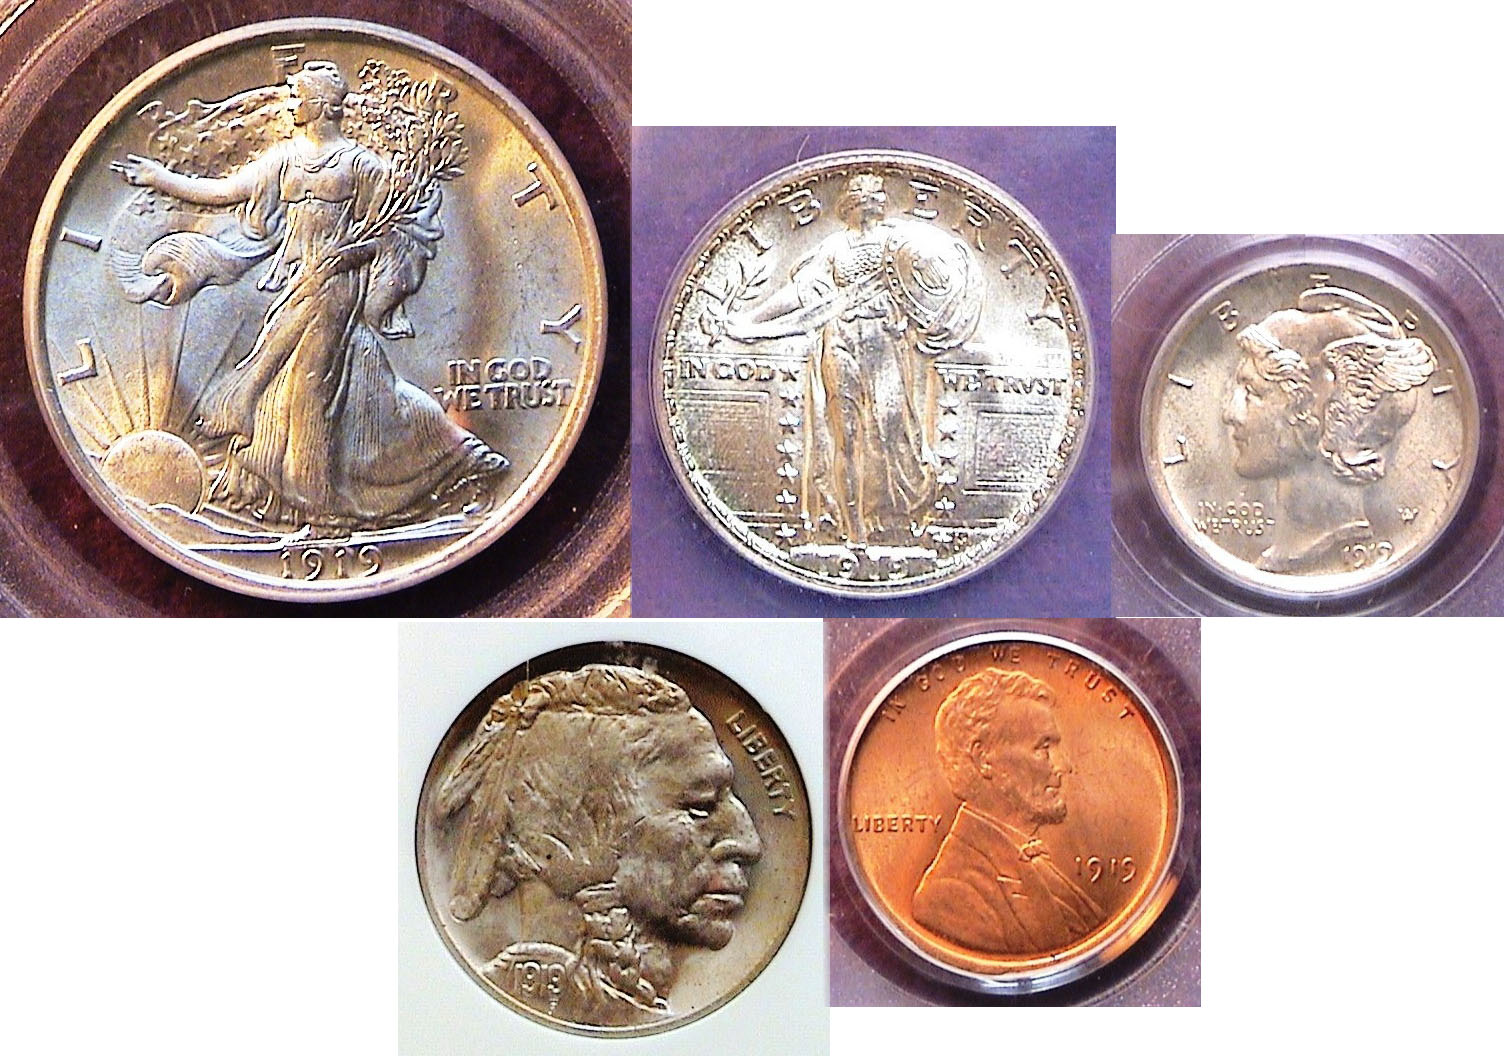 LIBERTY
IN GOD
WE TRUST
1919
LIBERTY
IN GOD WE TRUST
1919
LIBERTY
IN GOD
WE TRUST
W
1919
LIBERTY
1919
F
IN GOD WE TRUST
LIBERTY
1919